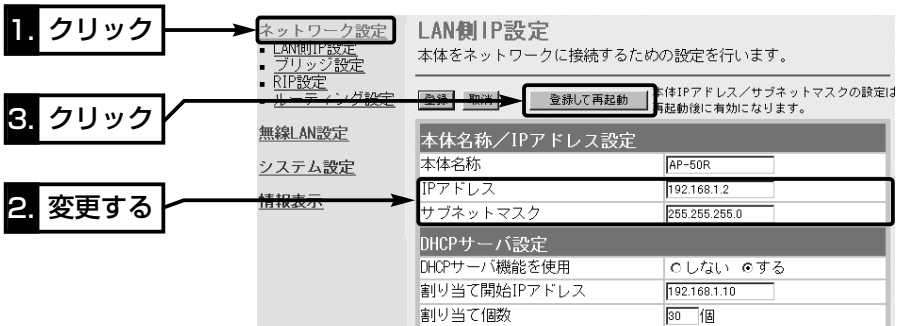 1. クリック
3. クリック
2. 変更する
ネットワーク設定
▪ LAN側IP設定
▪ ブリッジ設定
▪ RIP設定
▪ ルーティング設定
無線LAN設定
システム設定
情報表示
LAN側IP設定
本体をネットワークに接続するための設定を行います。
登録 取消 登録して再起動
本体IPアドレス／サブネットマスクの設定は
再起動後に有効になります。
本体名称／IPアドレス設定
本体名称 AP-50R
IPアドレス 192.168.1.2
サブネットマスク 255.255.255.0
DHCPサーバ設定
DHCPサーバ機能を使用 しない する
割り当て開始IPアドレス 192.168.1.10
割り当て個数 30 個